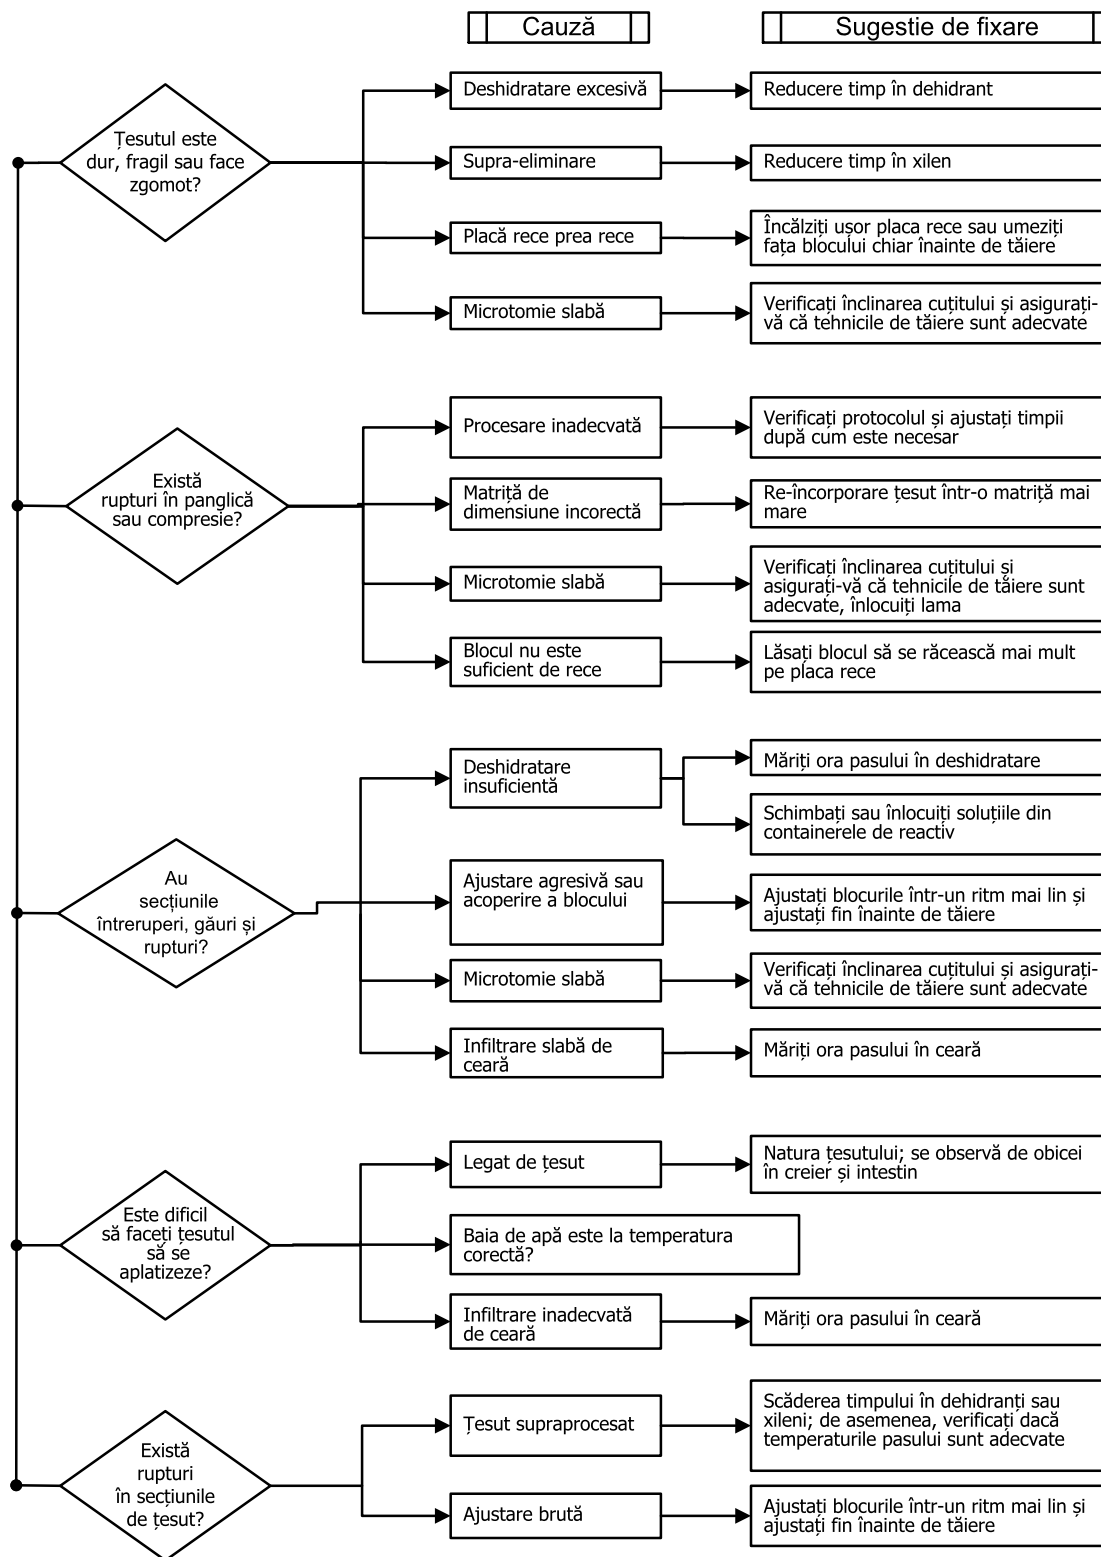 Cauză
Sugestie de fixare
Țesutul este
dur, fragil sau face
zgomot?
Deshidratare excesivă
Reducere timp în dehidrant
Supra-eliminare
Reducere timp în xilen
Placă rece prea rece
Încălziți ușor placa rece sau umeziți
fața blocului chiar înainte de tăiere
Microtomie slabă
Verificați înclinarea cuțitului și asigurați-
vă că tehnicile de tăiere sunt adecvate
Există
rupturi în panglică
sau compresie?
Procesare inadecvată
Verificați protocolul și ajustați timpii
după cum este necesar
Matriță de
dimensiune incorectă
Re-încorporare țesut într-o matriță mai
mare
Microtomie slabă
Verificați înclinarea cuțitului și
asigurați-vă că tehnicile de tăiere sunt
adecvate, înlocuiți lama
Blocul nu este
suficient de rece
Lăsați blocul să se răcească mai mult
pe placa rece
Au
secțiunile
întreruperi, găuri și
rupturi?
Deshidratare
insuficientă
Măriți ora pasului în deshidratare
Schimbați sau înlocuiți soluțiile din
containerele de reactiv
Ajustare agresivă sau
acoperire a blocului
Ajustați blocurile într-un ritm mai lin și
ajustați fin înainte de tăiere
Microtomie slabă
Verificați înclinarea cuțitului și asigurați-
vă că tehnicile de tăiere sunt adecvate
Infiltrare slabă de
ceară
Măriți ora pasului în ceară
Este dificil
să faceți țesutul
să se
aplatizeze?
Legat de țesut
Natura țesutului; se observă de obicei
în creier și intestin
Baia de apă este la temperatura
corectă?
Infiltrare inadecvată
de ceară
Măriți ora pasului în ceară
Există
rupturi
în secțiunile
de țesut?
Țesut supraprocesat
Scăderea timpului în dehidranți sau
xileni; de asemenea, verificați dacă
temperaturile pasului sunt adecvate
Ajustare brută
Ajustați blocurile într-un ritm mai lin și
ajustați fin înainte de tăiere